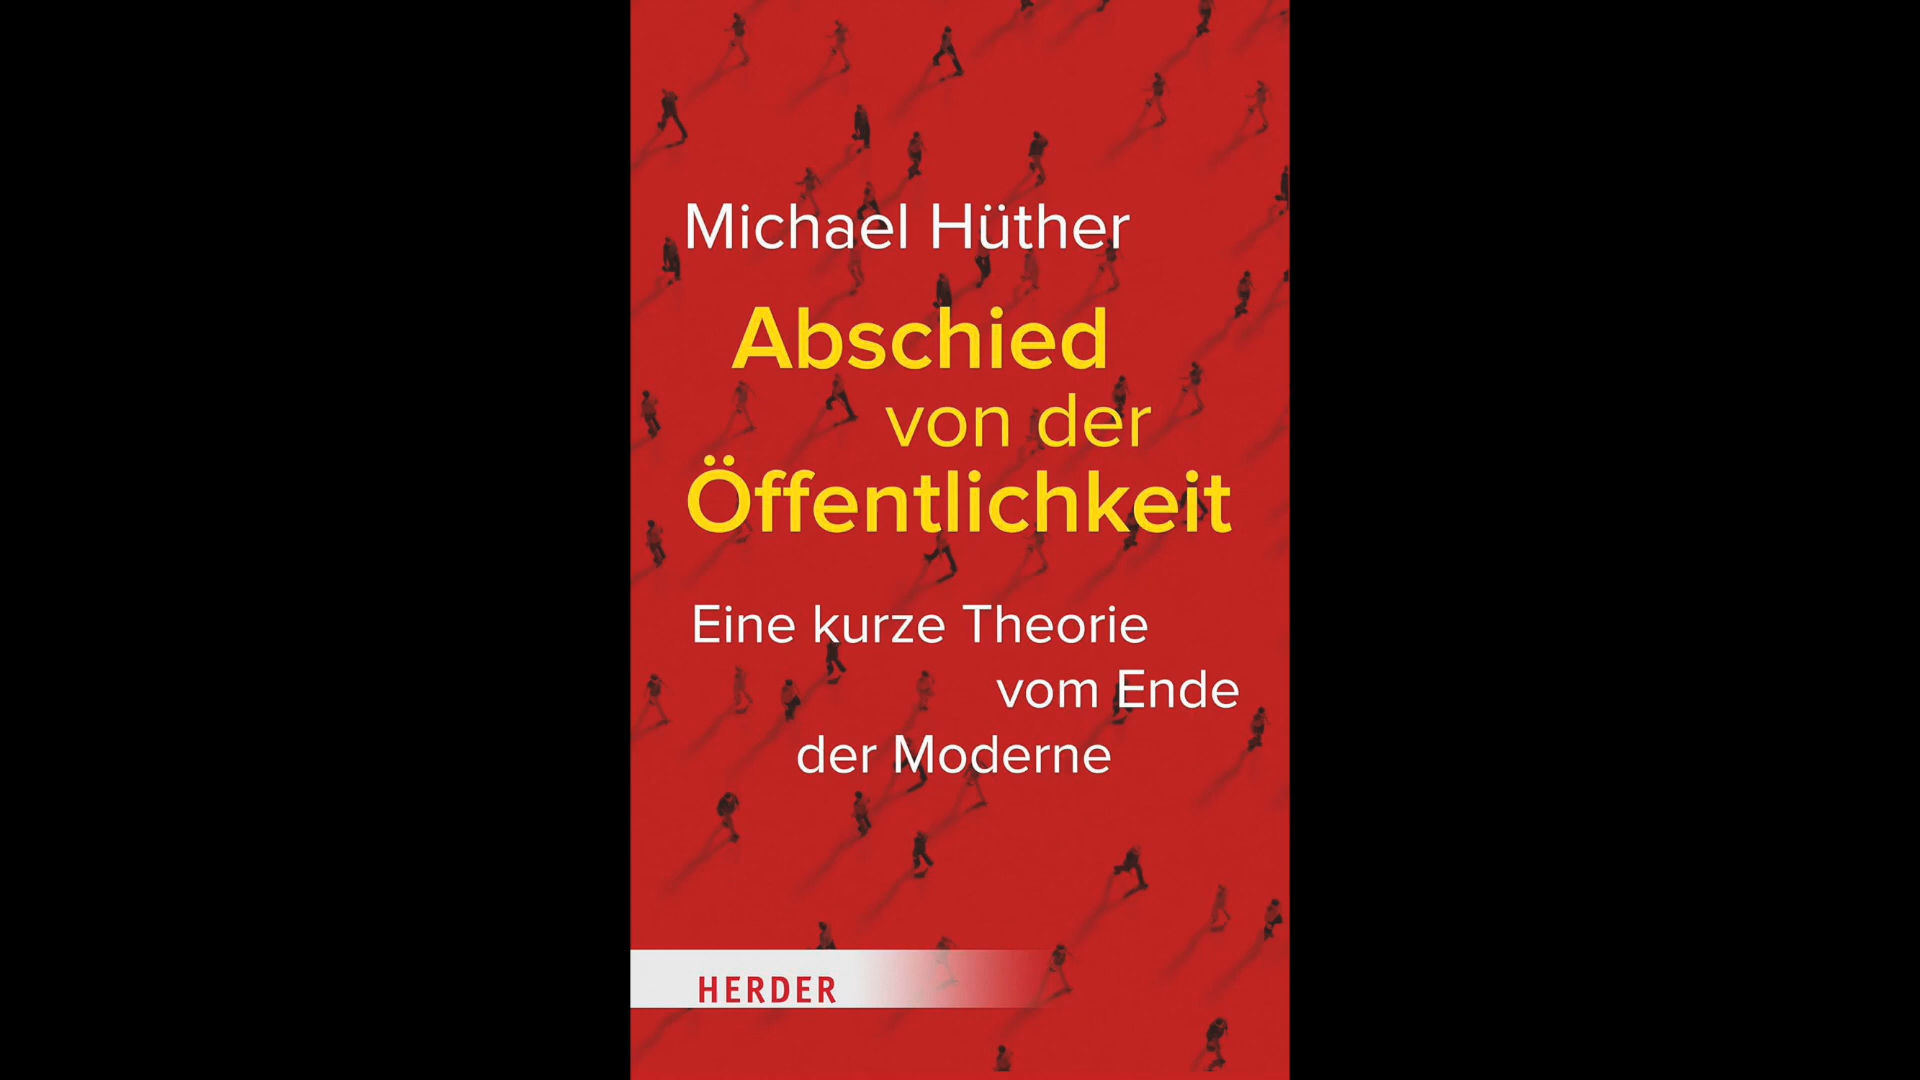 Michael Hüther
Abschied
von der
Öffentlichkeit
Eine kurze Theorie
vom Ende
der Moderne
HERDER